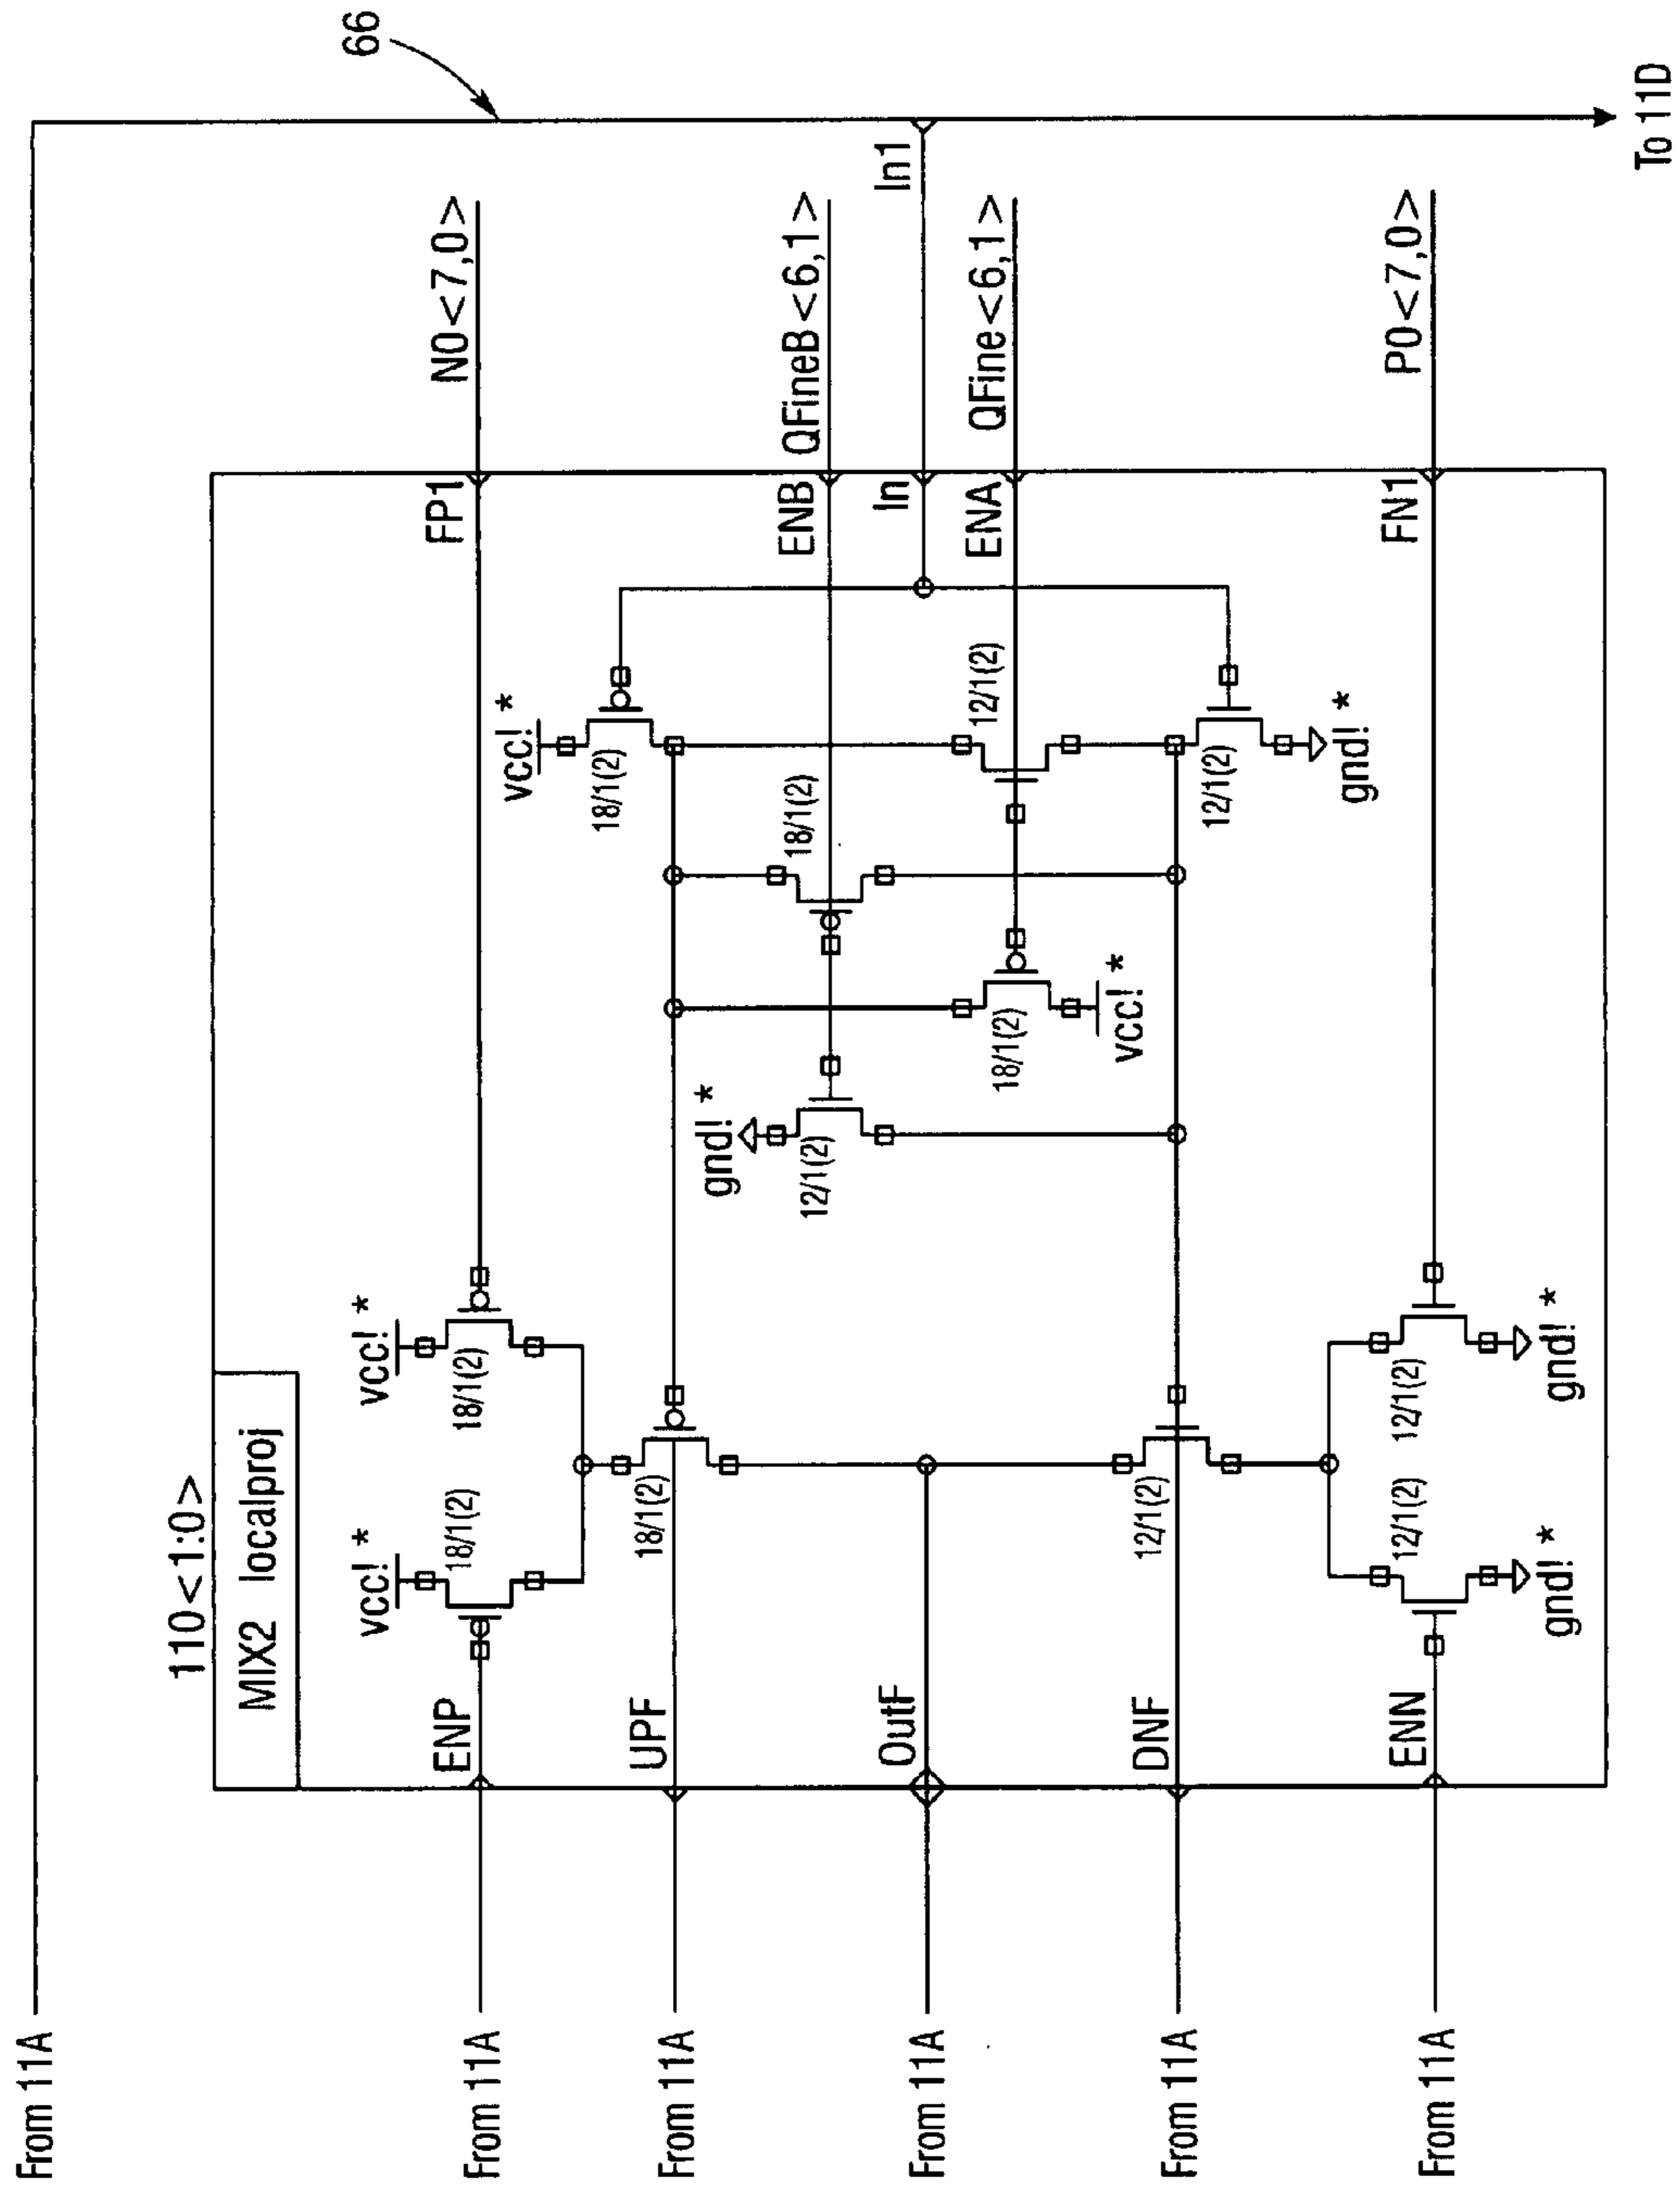 From 11A
66
110<1:0>
MIX2 localproj
From 11A
ENP
vcc! *
18/1(2)
vcc! *
18/1(2)
FP1
N0<7,0>
From 11A
UPF
18/1(2)
vcc! *
18/1(2)
gnd! *
12/1(2)
18/1(2)
ENB
QFineB<6,1>
From 11A
OutF
In
In1
18/1(2)
vcc! *
12/1(2)
ENA
QFine<6,1>
From 11A
DNF
12/1(2)
12/1(2)
gnd! *
From 11A
ENN
12/1(2)
gnd! *
12/1(2)
gnd! *
FN1
P0<7,0>
To 11D